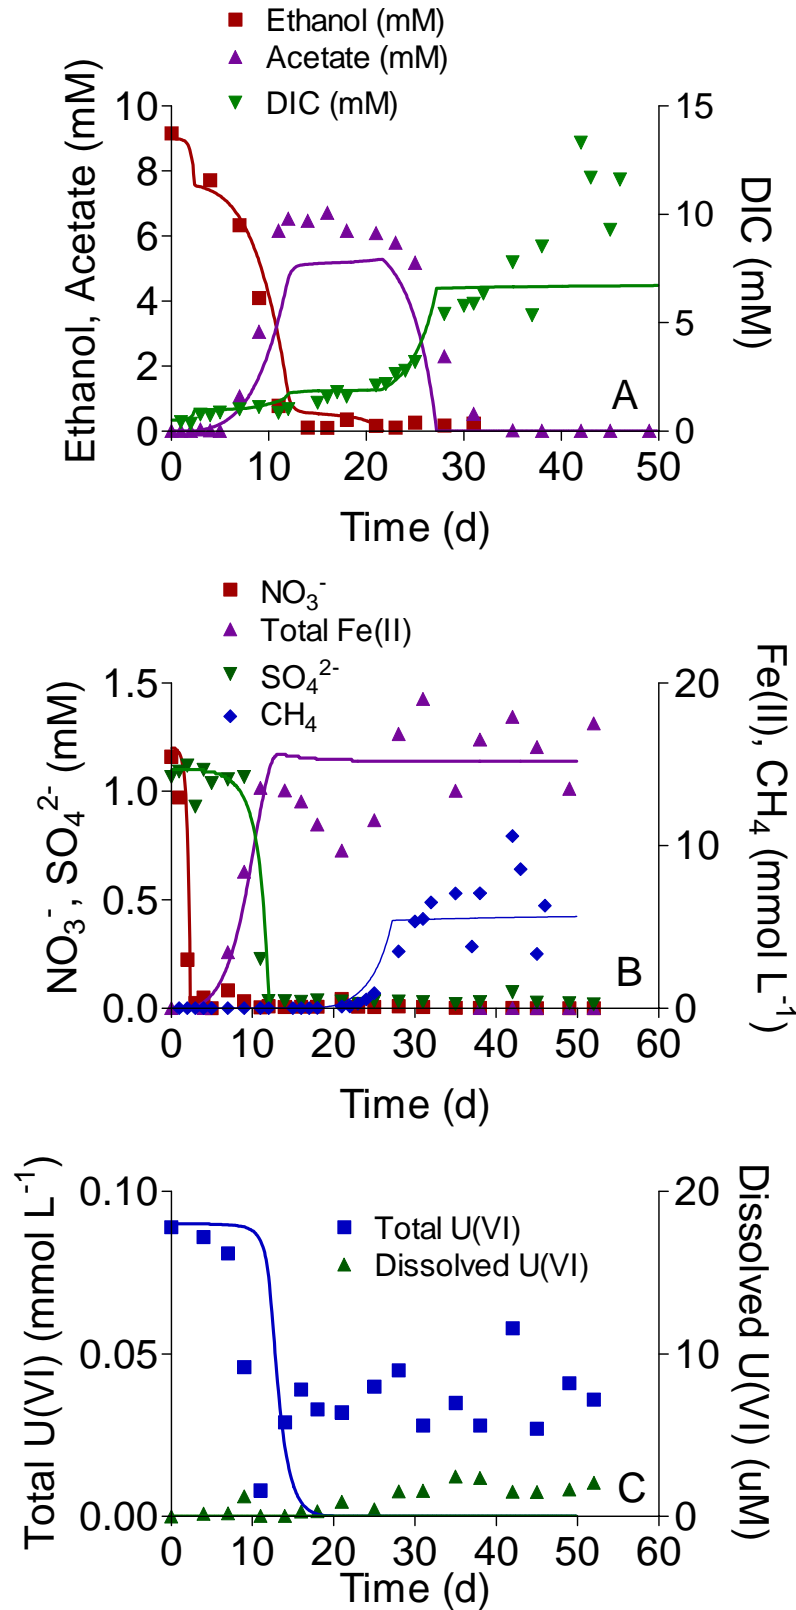 Ethanol (mM)
Acetate (mM)
DIC (mM)
Ethanol, Acetate (mM)
10
8
6
4
2
0
15
10
5
0
DIC (mM)
A
0 10 20 30 40 50
Time (d)
NO₃⁻
Total Fe(II)
SO₄²⁻
CH₄
NO₃⁻, SO₄²⁻ (mM)
1.5
1.0
0.5
0.0
20
10
0
Fe(II), CH₄ (mmol L⁻¹)
B
0 10 20 30 40 50 60
Time (d)
Total U(VI)
Dissolved U(VI)
Total U(VI) (mmol L⁻¹)
0.10
0.05
0.00
20
10
0
Dissolved U(VI) (uM)
C
0 10 20 30 40 50 60
Time (d)